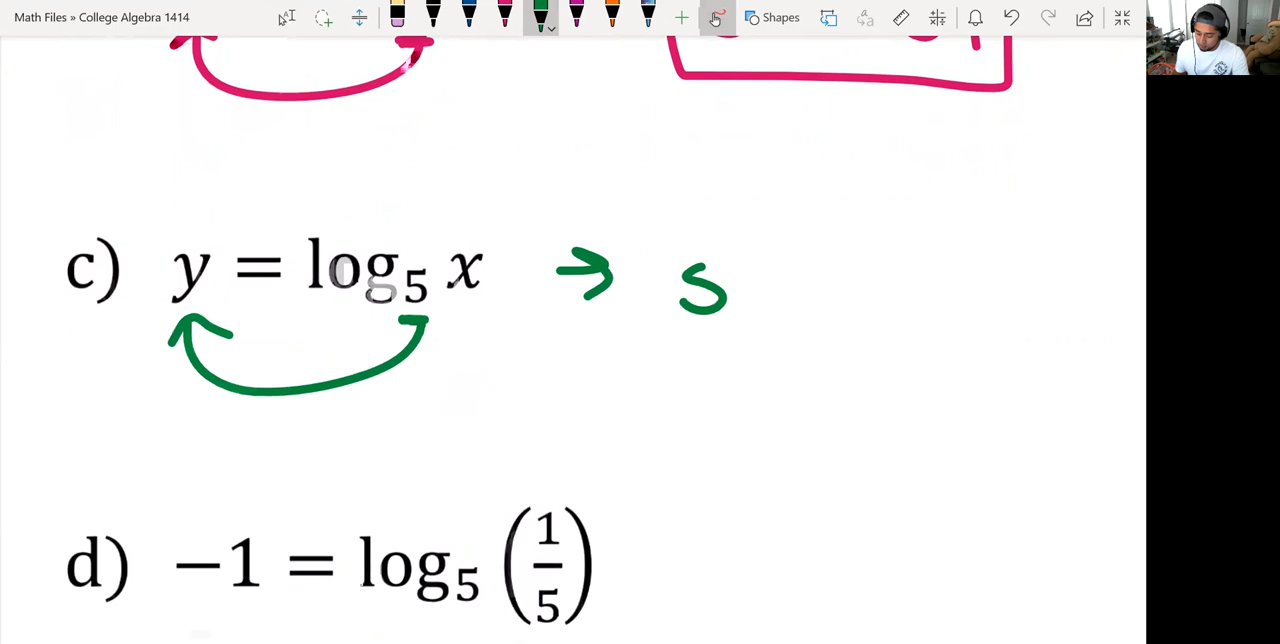 Math Files » College Algebra 1414
Shapes
c) y = log₅ x → 5
d) −1 = log₅ (1/5)